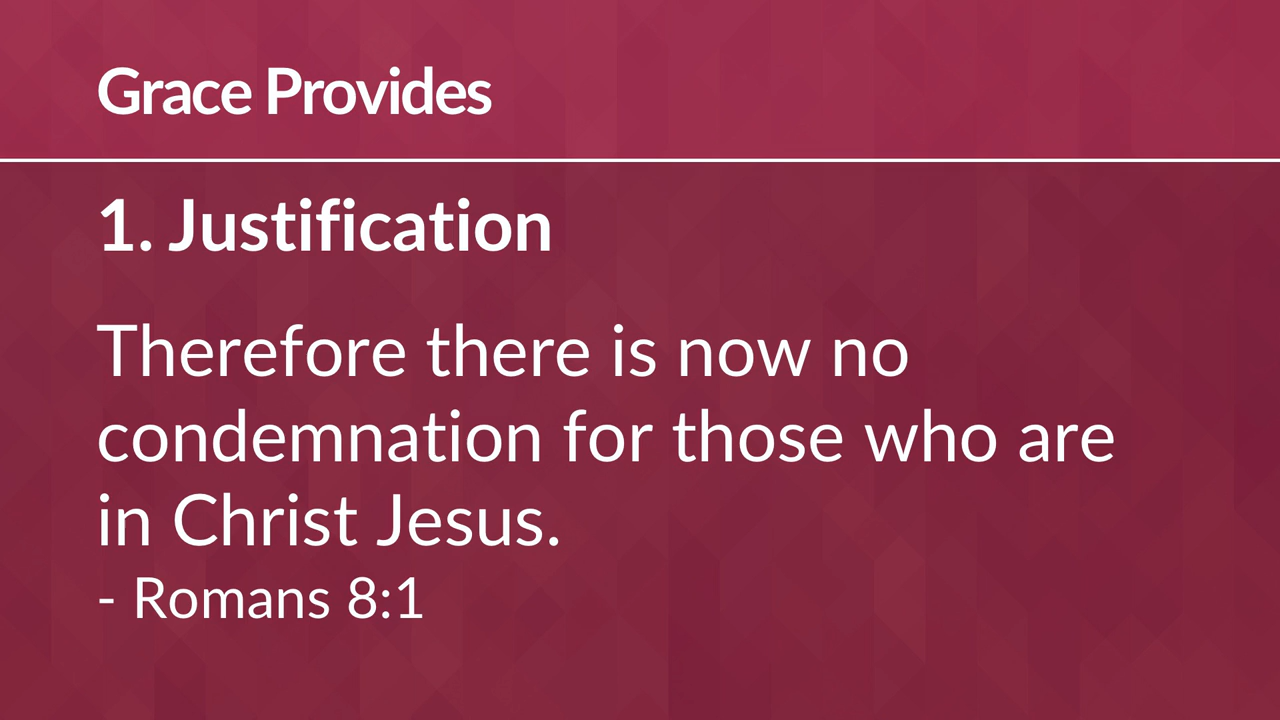 Grace Provides
1. Justification
Therefore there is now no
condemnation for those who are
in Christ Jesus.
- Romans 8:1